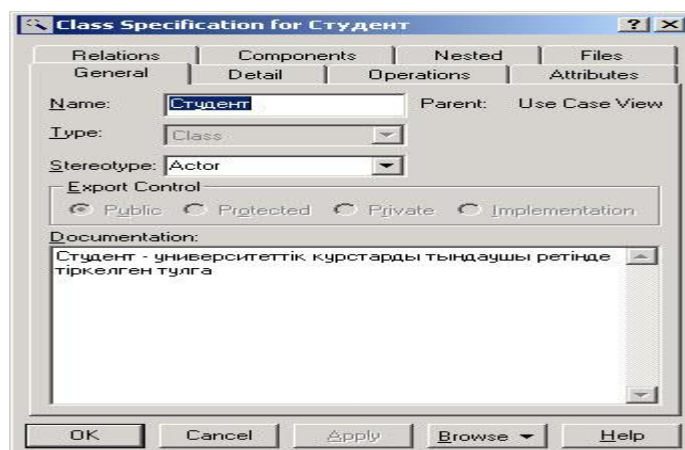 Class Specification for Студент
Relations Components Nested Files
General Detail Operations Attributes
Name: Студент Parent: Use Case View
Type: Class
Stereotype: Actor
Export Control
Public Protected Private Implementation
Documentation:
Студент - университеттік курстарды тындаушы ретінде
тіркелген тулга
OK Cancel Apply Browse Help